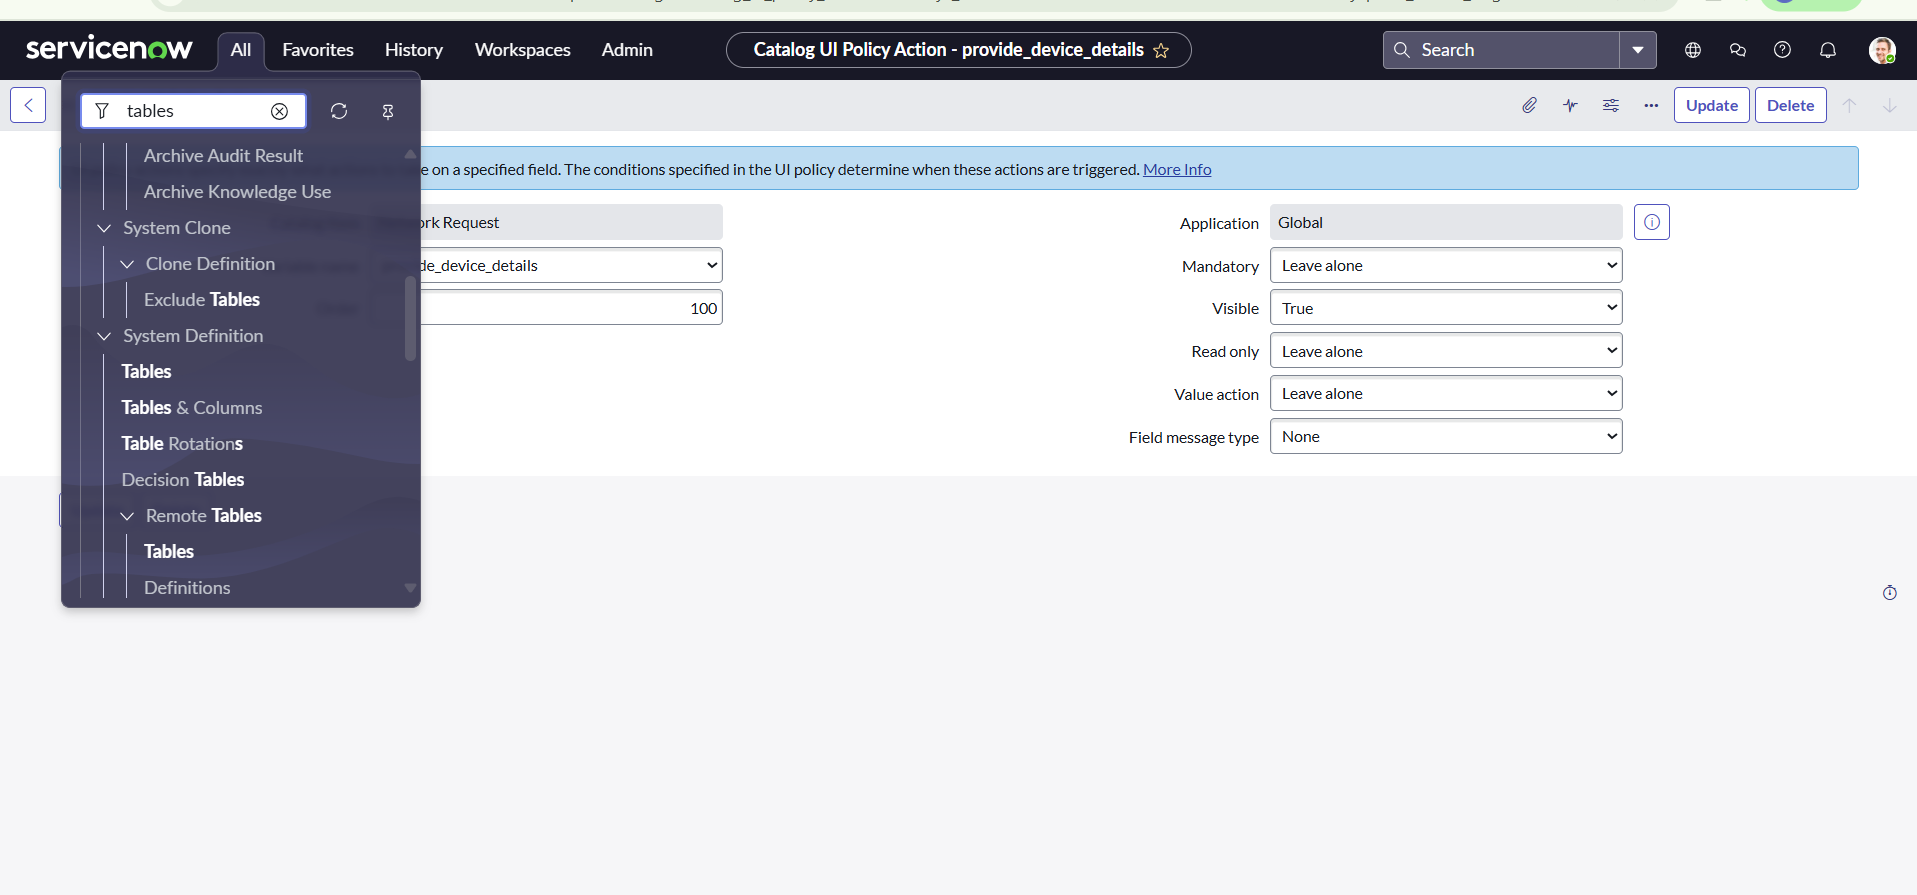 servicenow
All
Favorites
History
Workspaces
Admin
Catalog UI Policy Action - provide_device_details
Search
tables
Update
Delete
Archive Audit Result
Archive Knowledge Use
System Clone
Clone Definition
Exclude Tables
System Definition
Tables
Tables & Columns
Table Rotations
Decision Tables
Remote Tables
Tables
Definitions
e on a specified field. The conditions specified in the UI policy determine when these actions are triggered. More Info
ork Request
de_device_details
100
Application
Global
Mandatory
Leave alone
Visible
True
Read only
Leave alone
Value action
Leave alone
Field message type
None